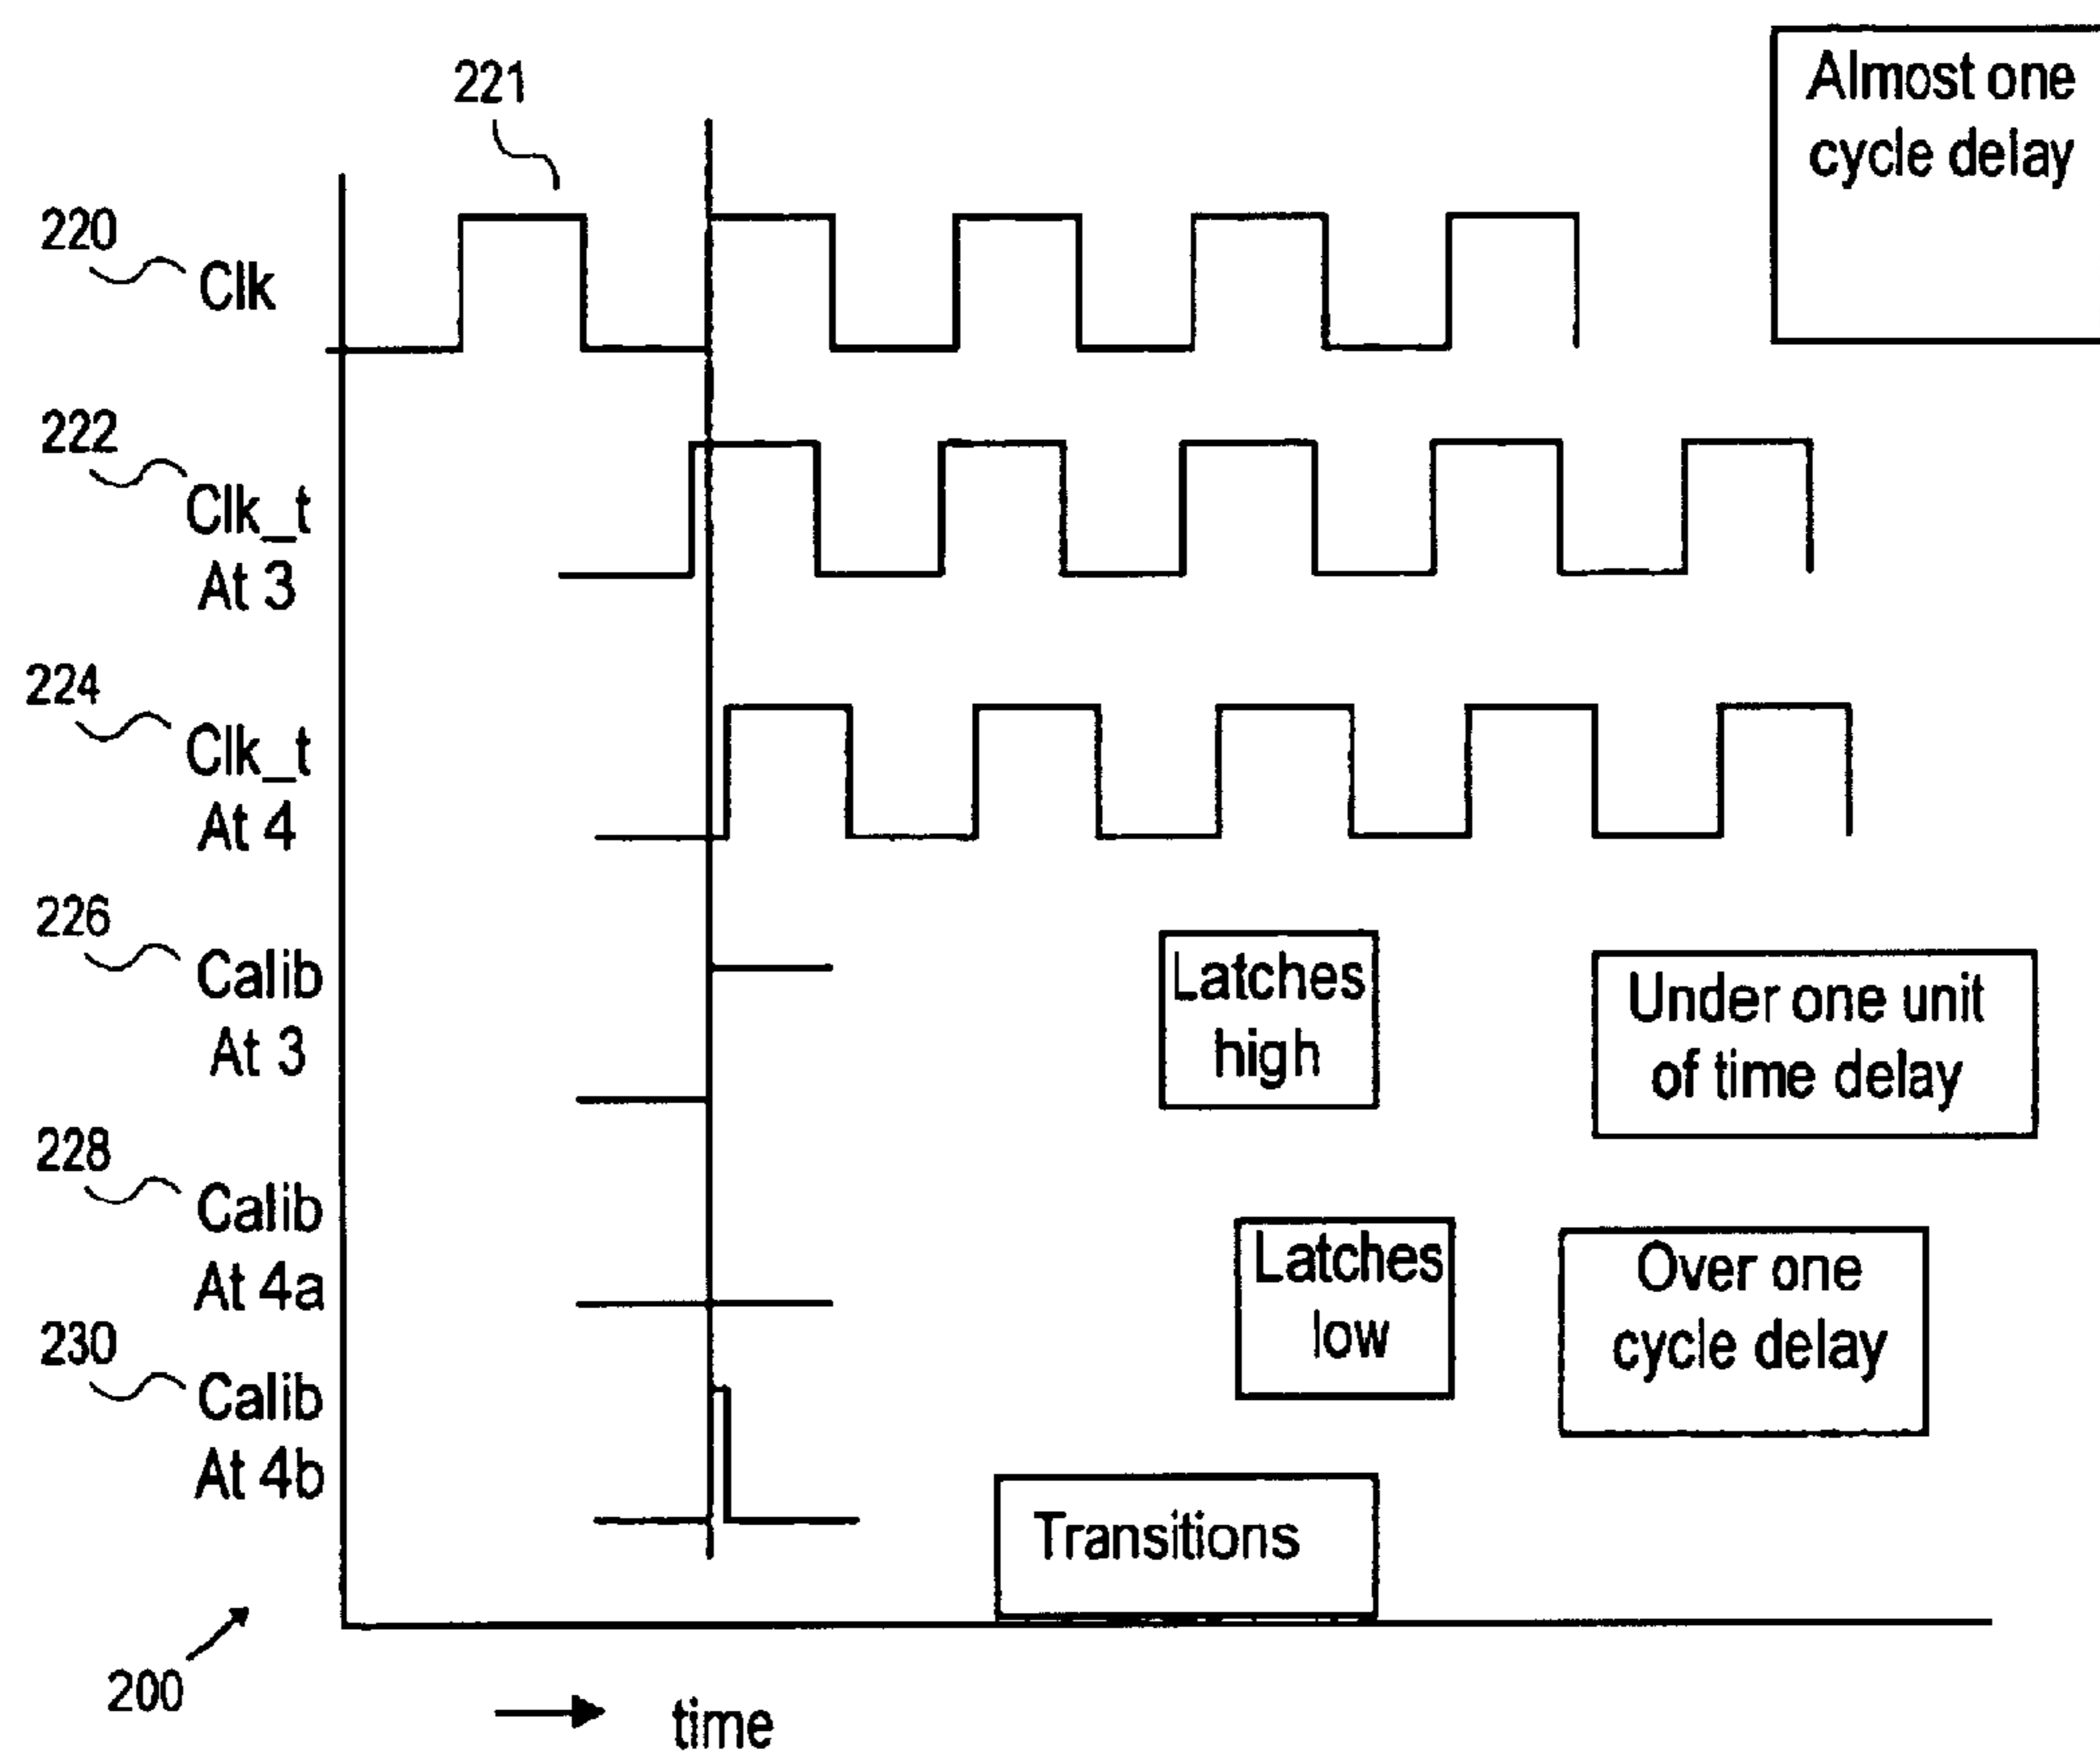 221
Almost one
cycle delay
220
Clk
222
Clk_t
At 3
224
Clk_t
At 4
226
Calib
At 3
Latches
high
Under one unit
of time delay
228
Calib
At 4a
Latches
low
Over one
cycle delay
230
Calib
At 4b
Transitions
200
time